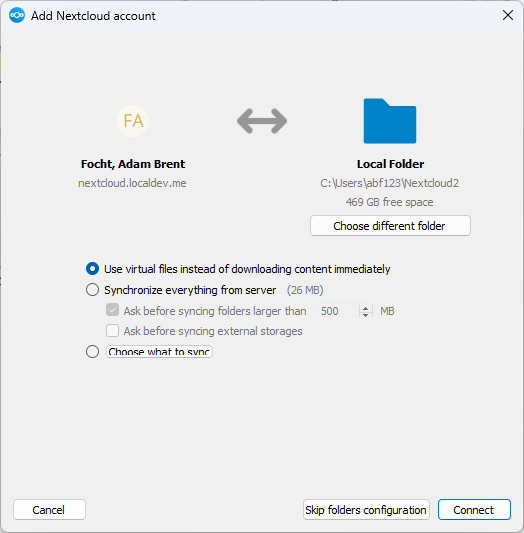 Add Nextcloud account
FA
Focht, Adam Brent
nextcloud.localdev.me
Local Folder
C:\Users\abf123\Nextcloud2
469 GB free space
Choose different folder
Use virtual files instead of downloading content immediately
Synchronize everything from server (26 MB)
Ask before syncing folders larger than 500 MB
Ask before syncing external storages
Choose what to sync
Cancel
Skip folders configuration
Connect